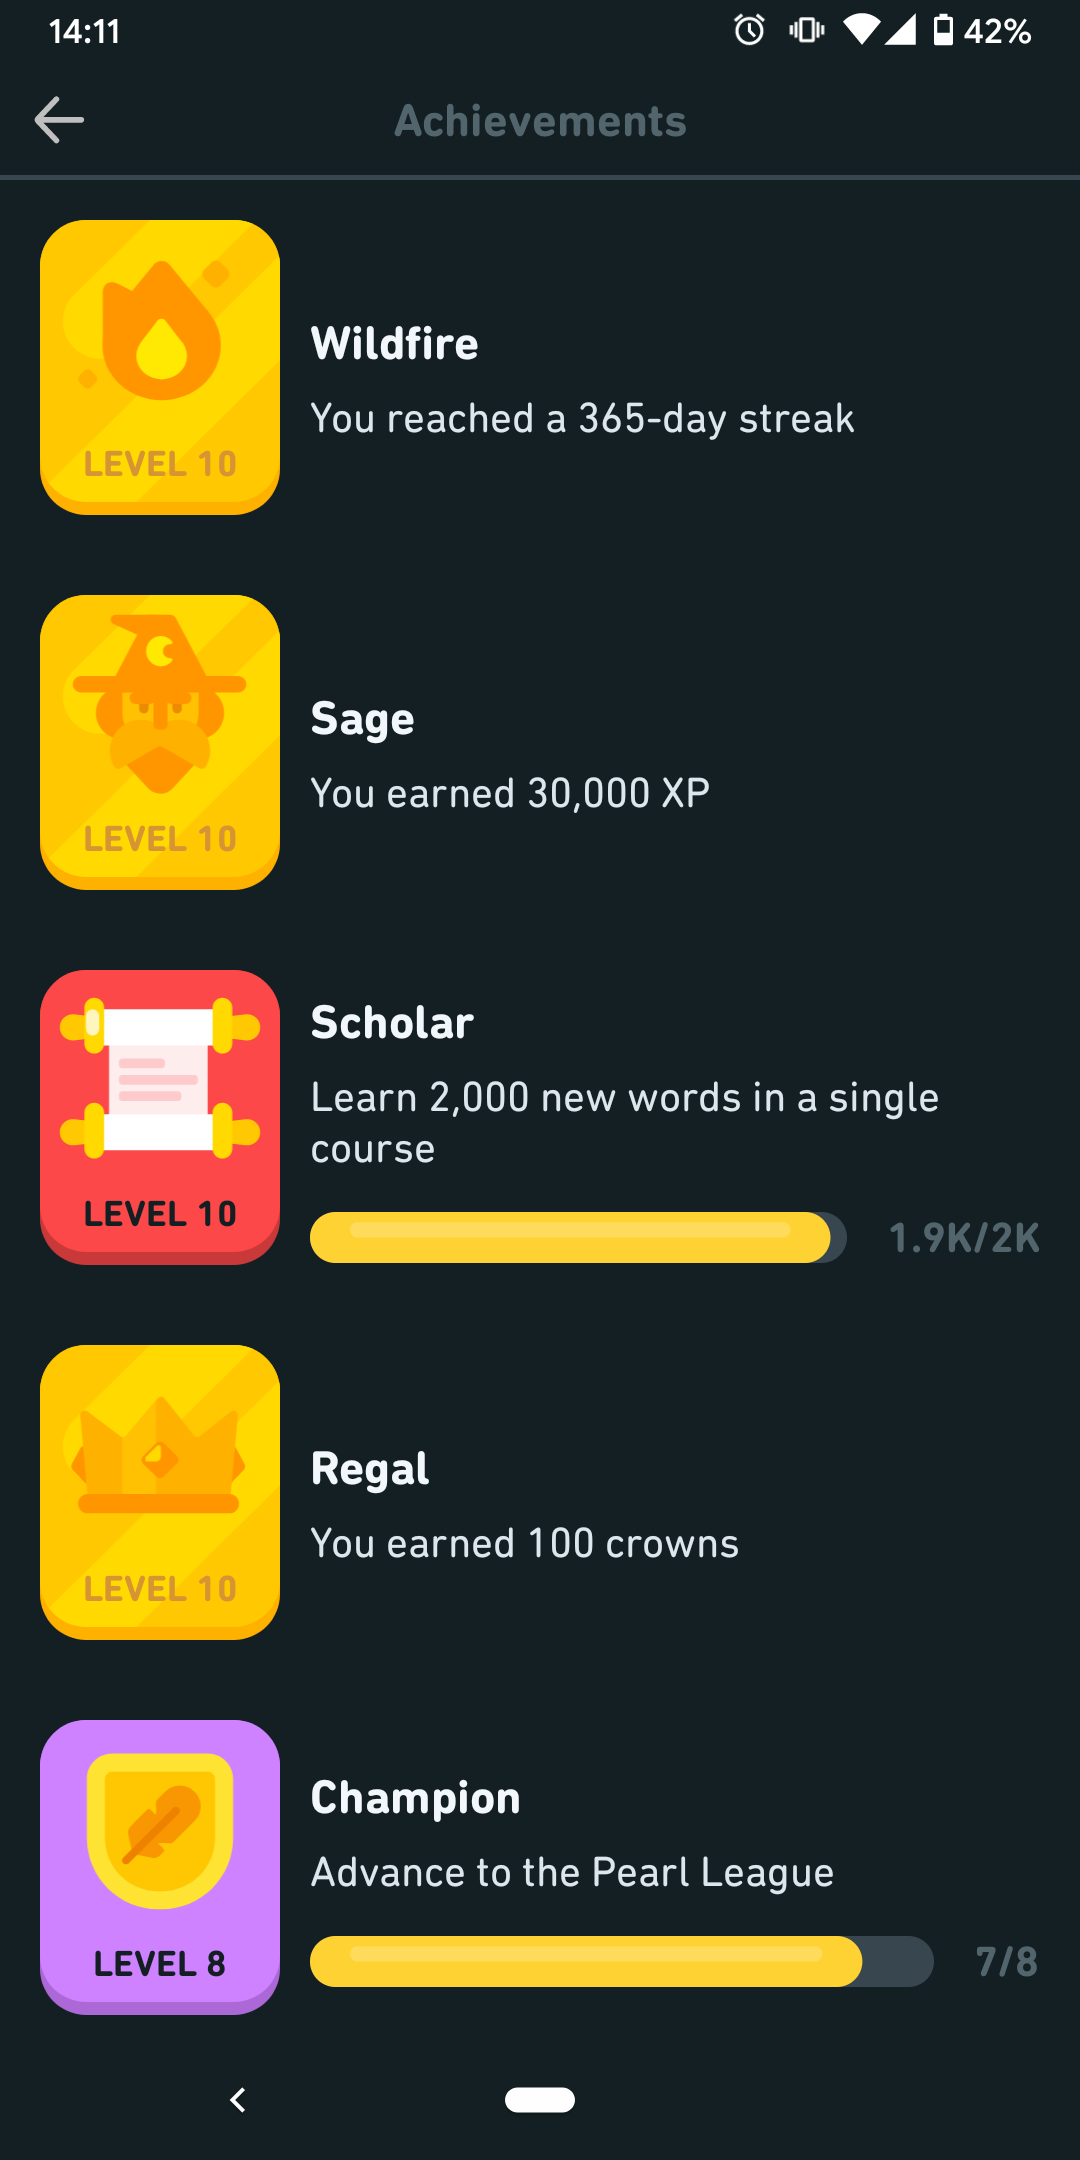 14:11
42%
Achievements
LEVEL 10
Wildfire
You reached a 365-day streak
LEVEL 10
Sage
You earned 30,000 XP
LEVEL 10
Scholar
Learn 2,000 new words in a single
course
1.9K/2K
LEVEL 10
Regal
You earned 100 crowns
LEVEL 8
Champion
Advance to the Pearl League
7/8